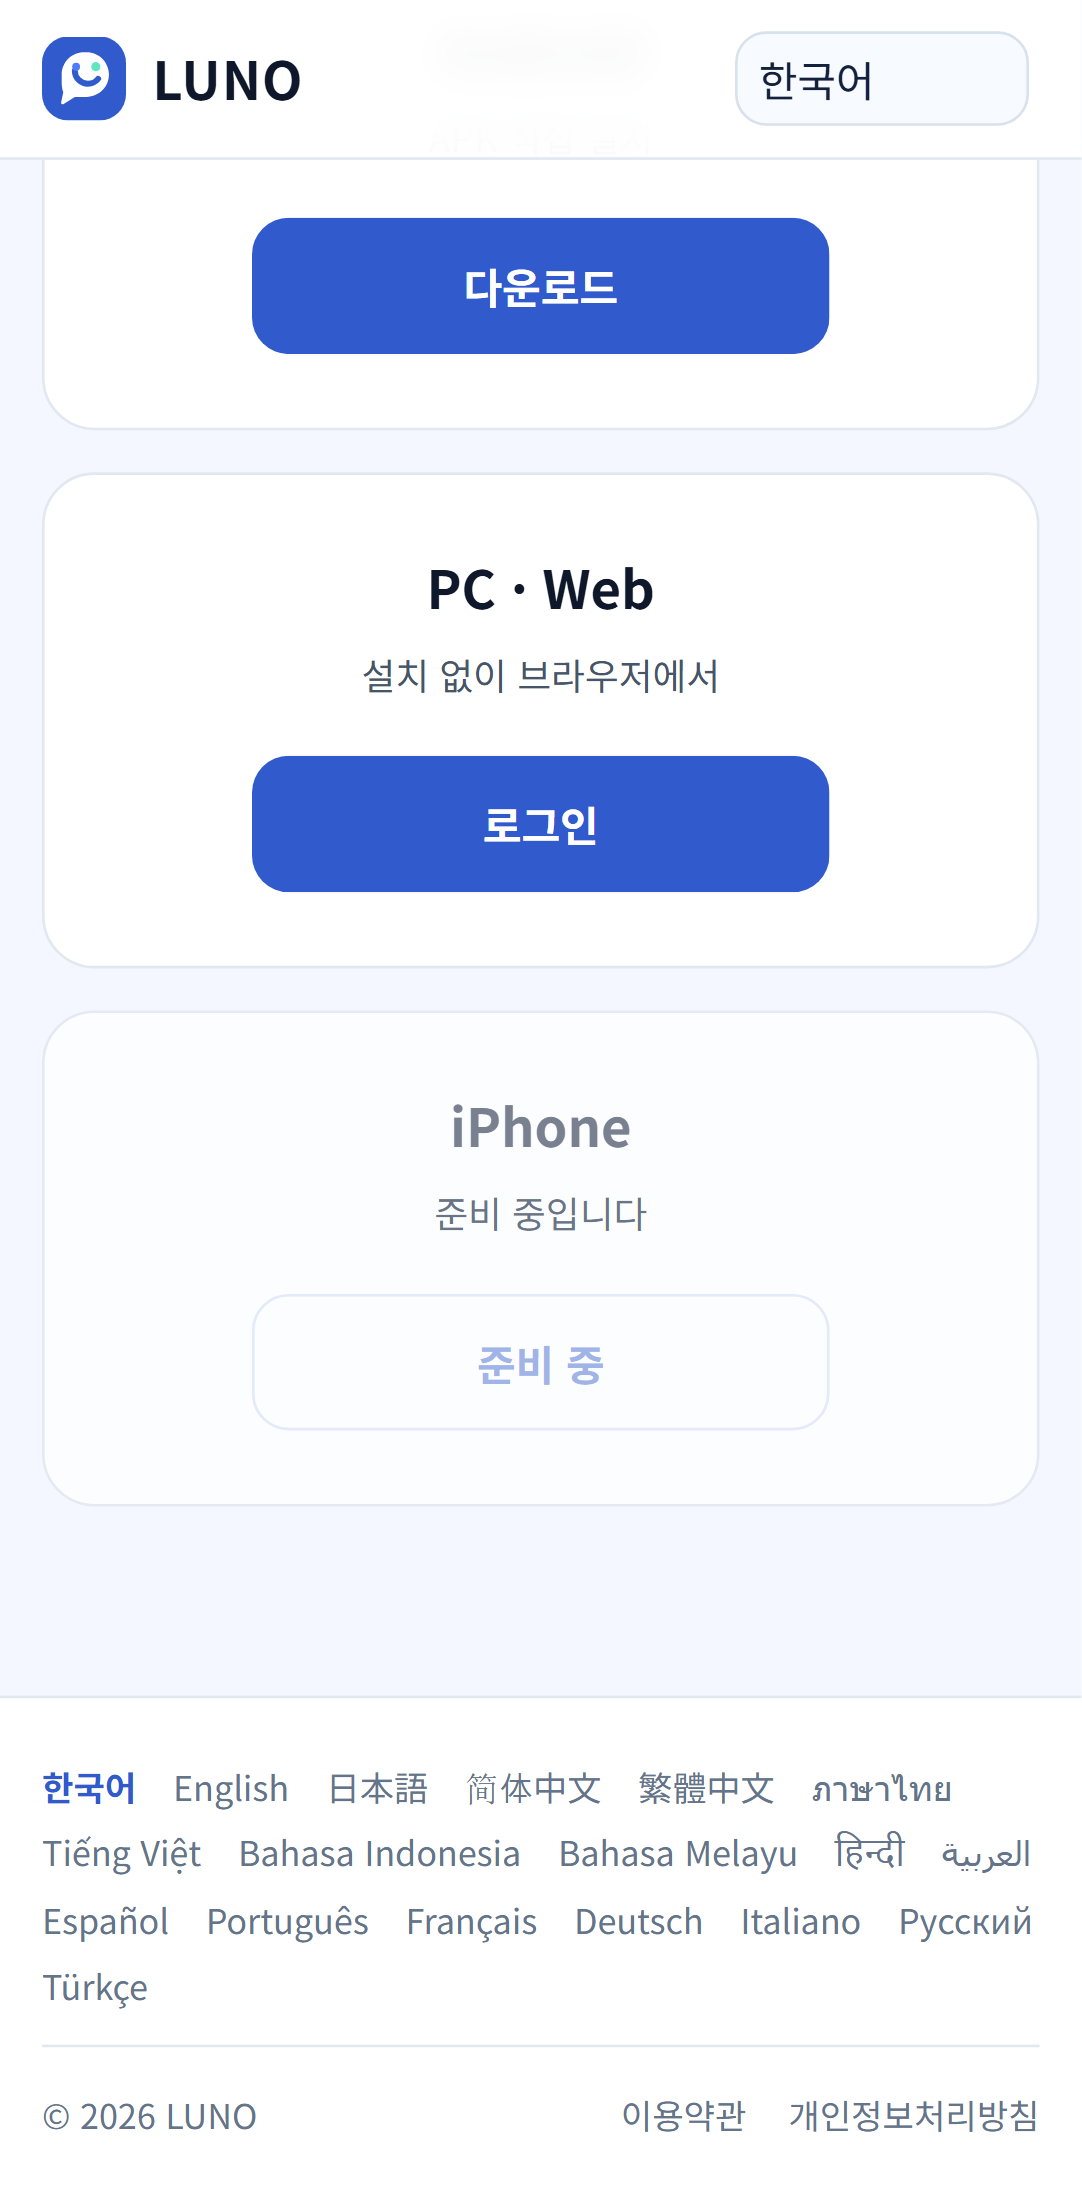 LUNO
한국어
다운로드
PC · Web
설치 없이 브라우저에서
로그인
iPhone
준비 중입니다
준비 중
한국어 English 日本語 简体中文 繁體中文 ภาษาไทย
Tiếng Việt Bahasa Indonesia Bahasa Melayu हिन्दी العربية
Español Português Français Deutsch Italiano Русский
Türkçe
© 2026 LUNO 이용약관 개인정보처리방침